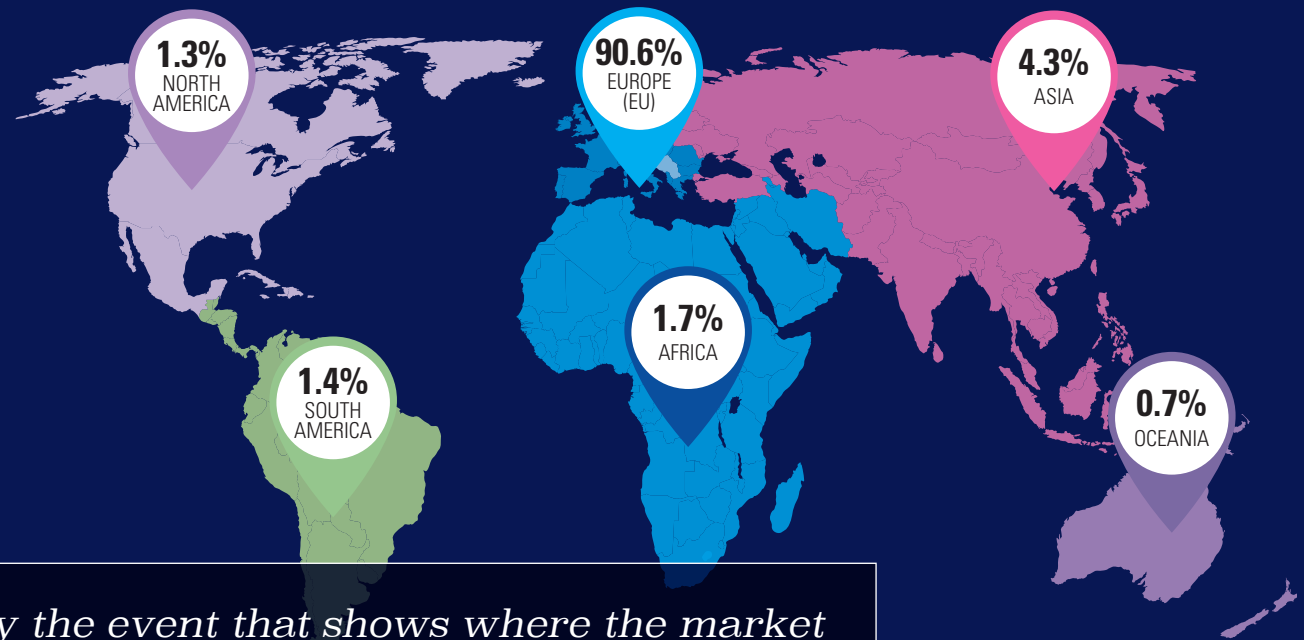 1.3%
NORTH
AMERICA
90.6%
EUROPE
(EU)
4.3%
ASIA
1.7%
AFRICA
1.4%
SOUTH
AMERICA
0.7%
OCEANIA
the event that shows where the market